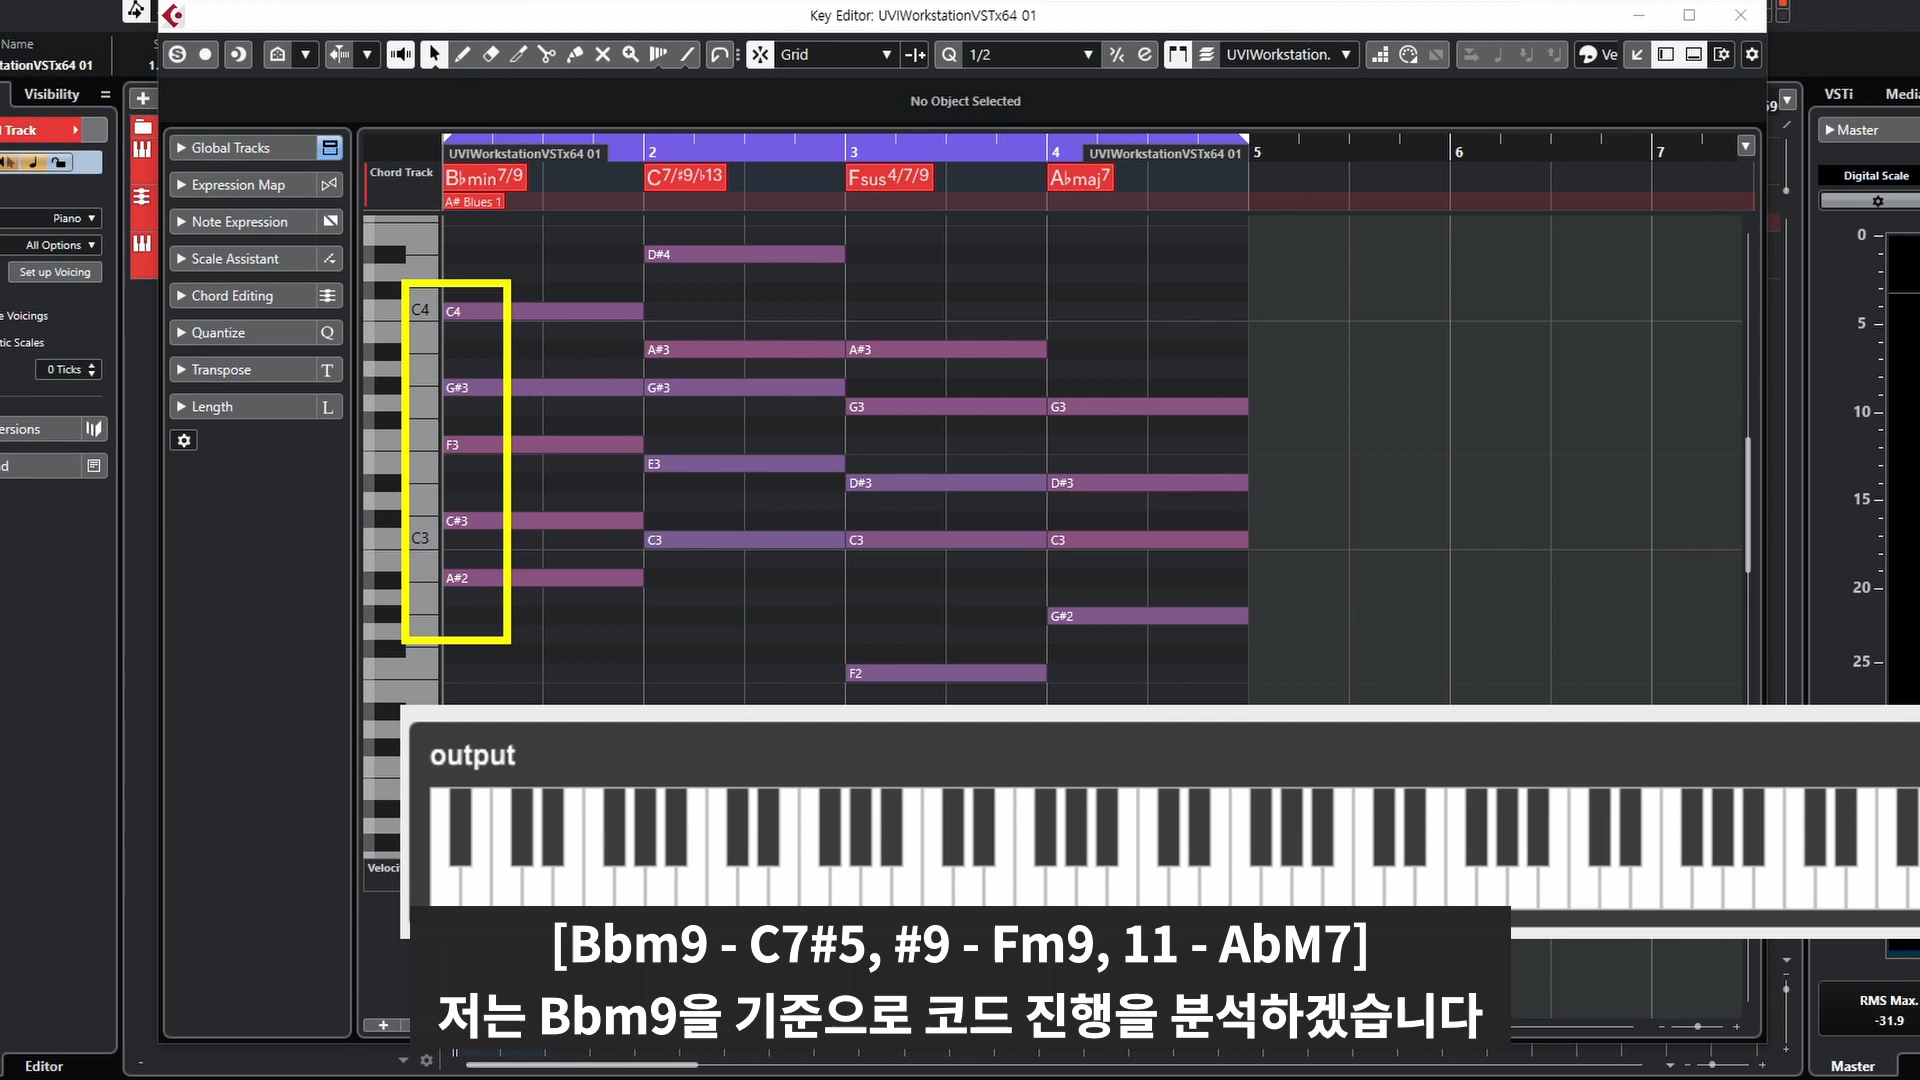 Key Editor: UVIWorkstationVSTx64 01
Name
tationVSTx64 01
1.
Grid
Q
1/2
UVIWorkstation.
Ve
No Object Selected
Visibility
Track
Piano
All Options
Set up Voicing
e Voicings
tic Scales
0 Ticks
ersions
d
Editor
Global Tracks
Expression Map
Note Expression
Scale Assistant
Chord Editing
Quantize
Q
Transpose
T
Length
L
UVIWorkstationVSTx64 01
2
3
4
UVIWorkstationVSTx64 01
5
6
7
Chord Track
B♭min7/9
C7/♯9/♭13
Fsus4/7/9
A♭maj7
A# Blues 1
D#4
C4
C4
A#3
A#3
G#3
G#3
G3
G3
F3
E3
D#3
D#3
C#3
C3
C3
C3
C3
A#2
G#2
F2
Veloci
output
[Bbm9 - C7#5, #9 - Fm9, 11 - AbM7]
저는 Bbm9을 기준으로 코드 진행을 분석하겠습니다
VSTi
Media
59
Master
Digital Scale
0
5
10
15
20
25
RMS Max.
-31.9
Master